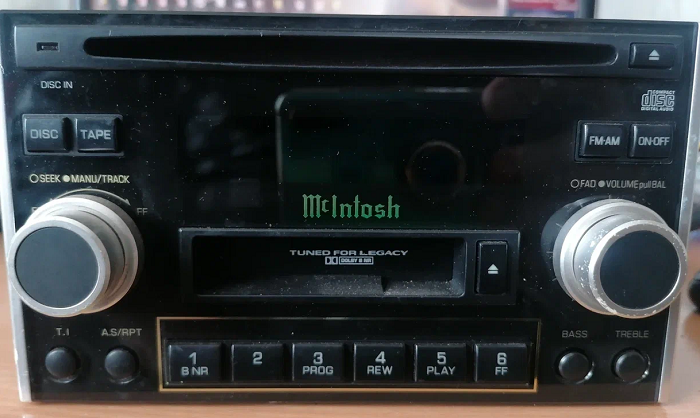 DISC IN
COMPACT
disc
DIGITAL AUDIO
DISC TAPE
FM·AM ON·OFF
SEEK MANU/TRACK
FAD VOLUME pull BAL
FF
McIntosh
TUNED FOR LEGACY
DOLBY B NR
T.I A.S/RPT
BASS TREBLE
1 2 3 4 5 6
B NR PROG REW PLAY FF